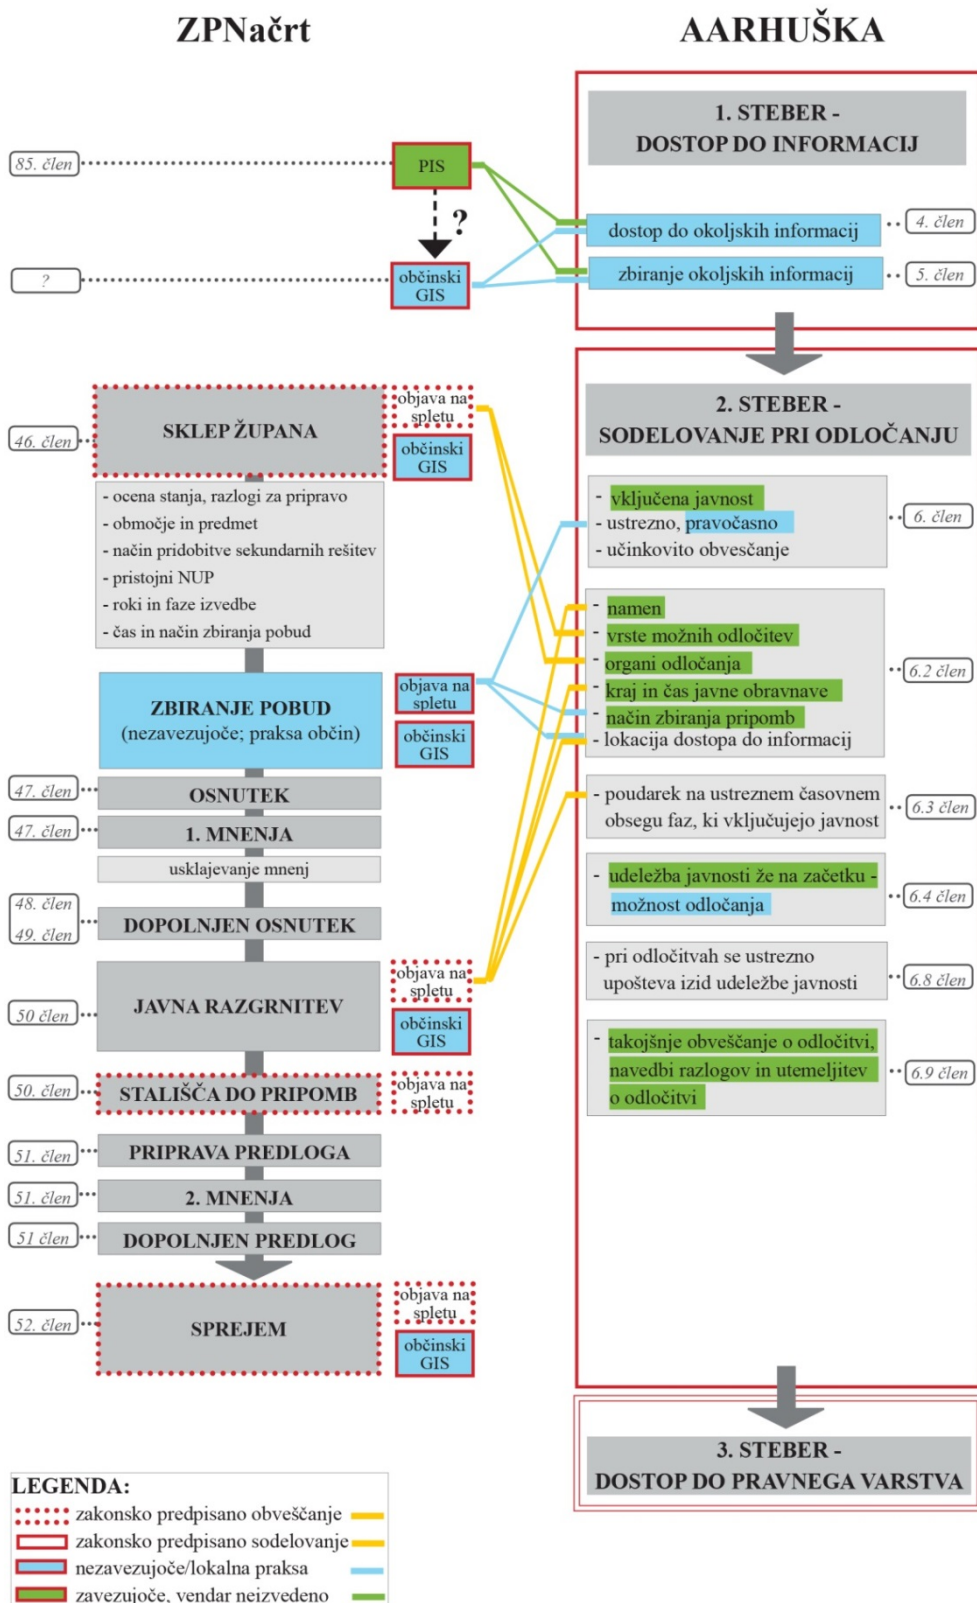 ZPNačrt
AARHUŠKA
85. člen
PIS
?
?
občinski
GIS
1. STEBER -
DOSTOP DO INFORMACIJ
dostop do okoljskih informacij
4. člen
zbiranje okoljskih informacij
5. člen
46. člen
SKLEP ŽUPANA
objava na
spletu
občinski
GIS
- ocena stanja, razlogi za pripravo
- območje in predmet
- način pridobitve sekundarnih rešitev
- pristojni NUP
- roki in faze izvedbe
- čas in način zbiranja pobud
ZBIRANJE POBUD
(nezavezujoče; praksa občin)
objava na
spletu
občinski
GIS
47. člen
OSNUTEK
47. člen
1. MNENJA
usklajevanje mnenj
48. člen
49. člen
DOPOLNJEN OSNUTEK
50 člen
JAVNA RAZGRNITEV
objava na
spletu
občinski
GIS
50. člen
STALIŠČA DO PRIPOMB
objava na
spletu
51. člen
PRIPRAVA PREDLOGA
51. člen
2. MNENJA
51 člen
DOPOLNJEN PREDLOG
52. člen
SPREJEM
objava na
spletu
občinski
GIS
2. STEBER -
SODELOVANJE PRI ODLOČANJU
- vključena javnost
- ustrezno, pravočasno
- učinkovito obvesčanje
6. člen
- namen
- vrste možnih odločitev
- organi odločanja
- kraj in čas javne obravnave
- način zbiranja pripomb
- lokacija dostopa do informacij
6.2 člen
- poudarek na ustreznem časovnem
obsegu faz, ki vključujejo javnost
6.3 člen
- udeležba javnosti že na začetku -
možnost odločanja
6.4 člen
- pri odločitvah se ustrezno
upošteva izid udeležbe javnosti
6.8 člen
- takojšnje obveščanje o odločitvi,
navedbi razlogov in utemeljitev
o odločitvi
6.9 člen
3. STEBER -
DOSTOP DO PRAVNEGA VARSTVA
LEGENDA:
zakonsko predpisano obveščanje
zakonsko predpisano sodelovanje
nezavezujoče/lokalna praksa
zavezujoče, vendar neizvedeno